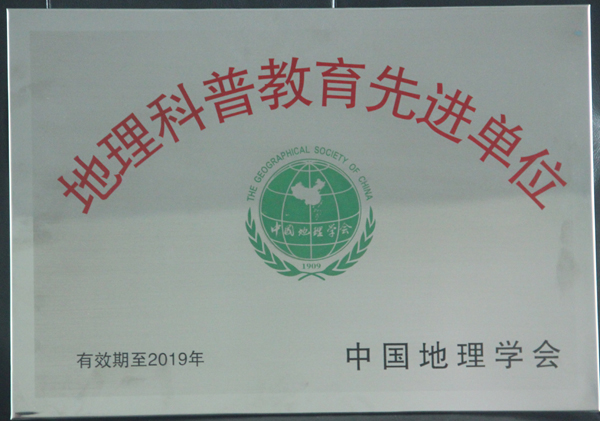 地理科普教育先进单位
THE GEOGRAPHICAL SOCIETY OF CHINA
中国地理学会
1909
有效期至2019年
中国地理学会